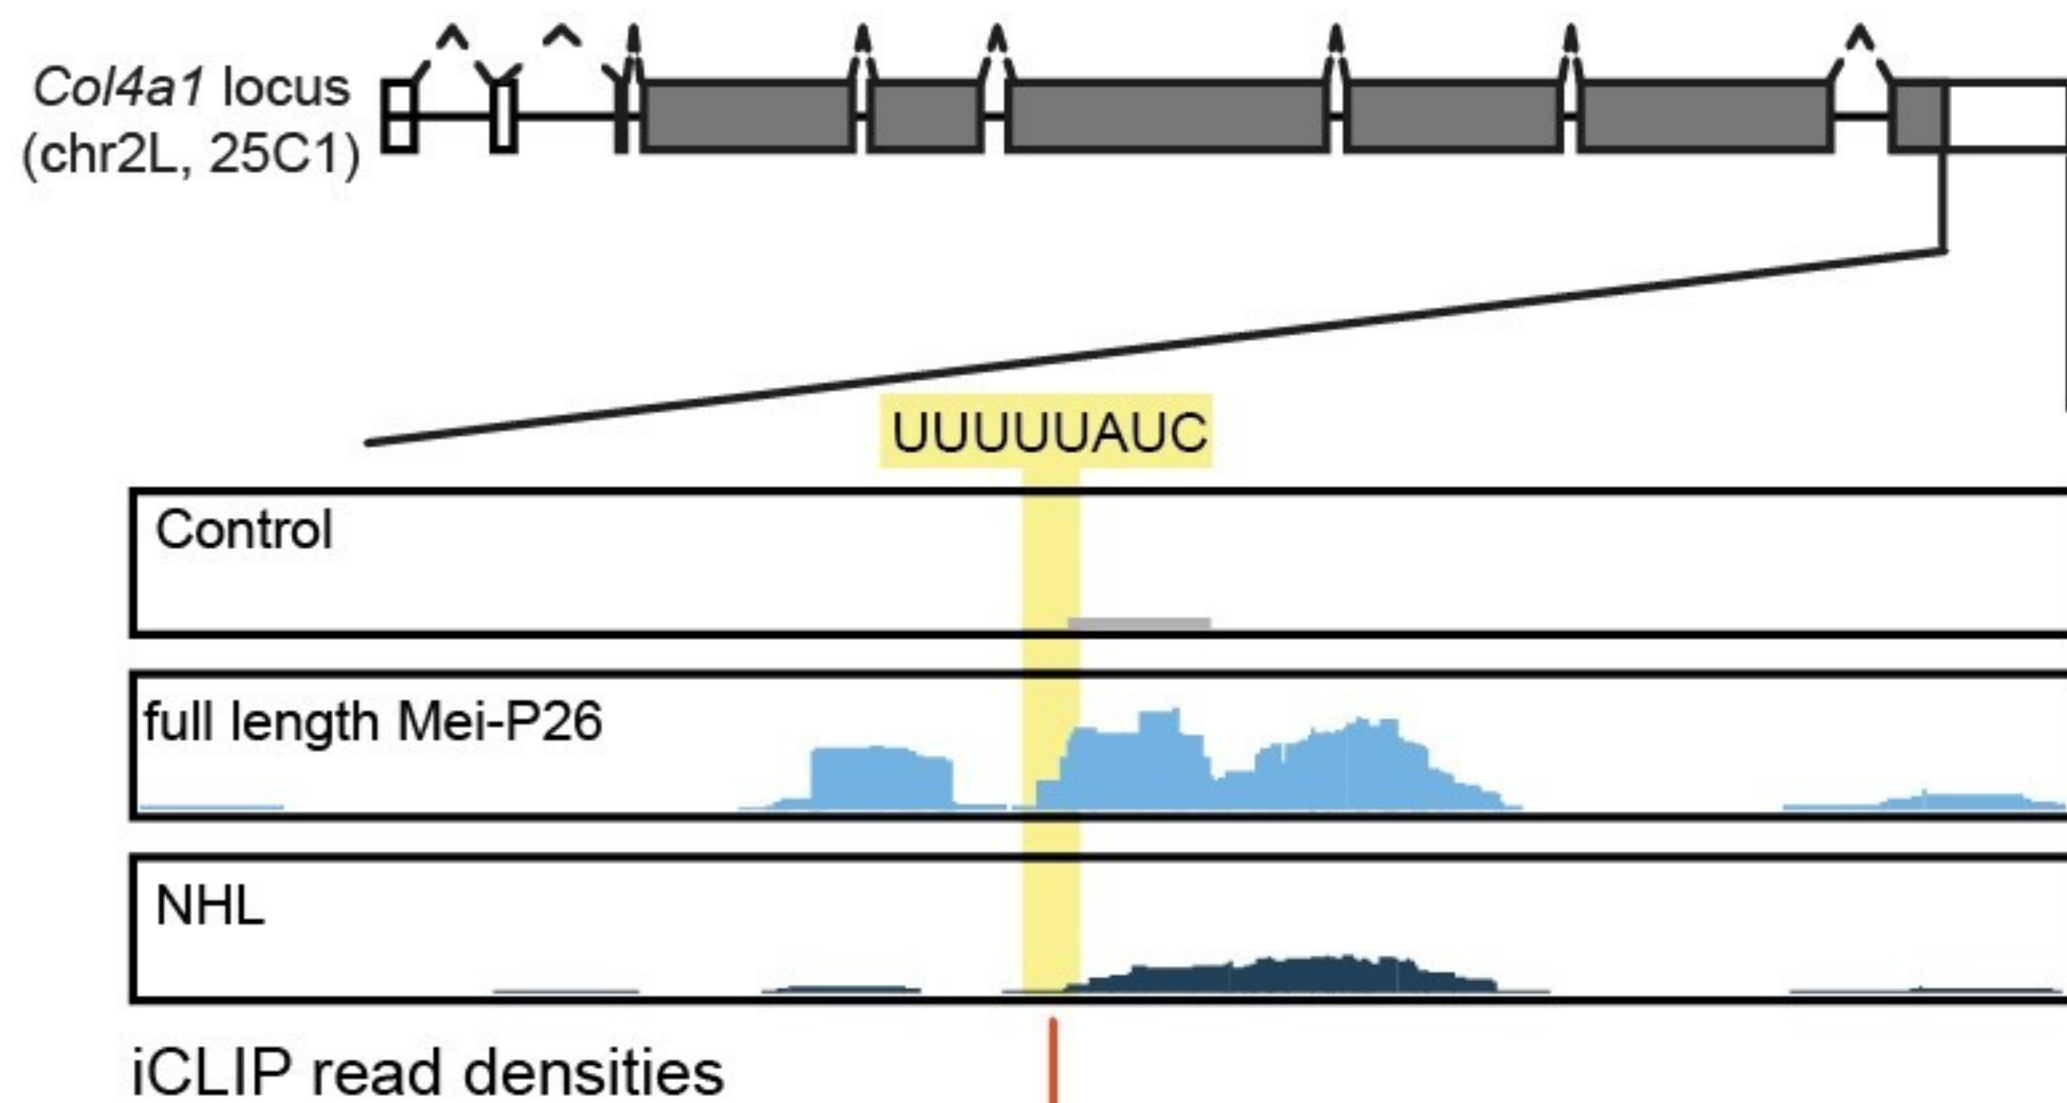 Col4a1 locus
(chr2L, 25C1)
UUUUUAUC
Control
full length Mei-P26
NHL
iCLIP read densities